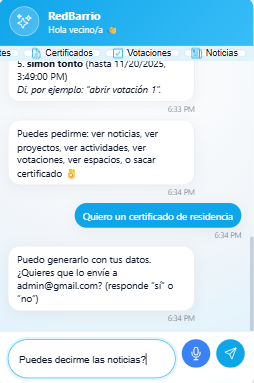 RedBarrio
Hola vecino/a 👋
tes Certificados Votaciones Noticias
5. simon tonto (hasta 11/20/2025,
3:49:00 PM)
Di, por ejemplo: "abrir votación 1".
6:33 PM
Puedes pedirme: ver noticias, ver
proyectos, ver actividades, ver
votaciones, ver espacios, o sacar
certificado 👌
6:34 PM
Quiero un certificado de residencia
6:34 PM
Puedo generarlo con tus datos.
¿Quieres que lo envíe a
admin@gmail.com? (responde "sí" o
"no")
6:34 PM
Puedes decirme las noticias?